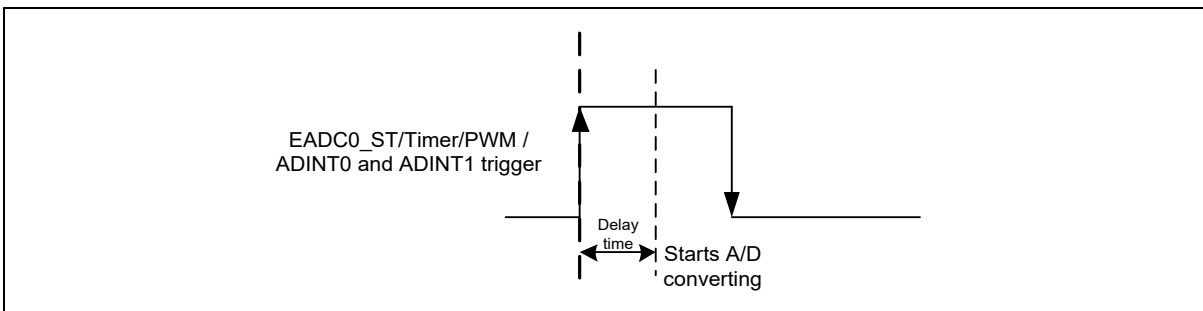 EADC0_ST/Timer/PWM /
ADINT0 and ADINT1 trigger
Delay
time
Starts A/D
converting